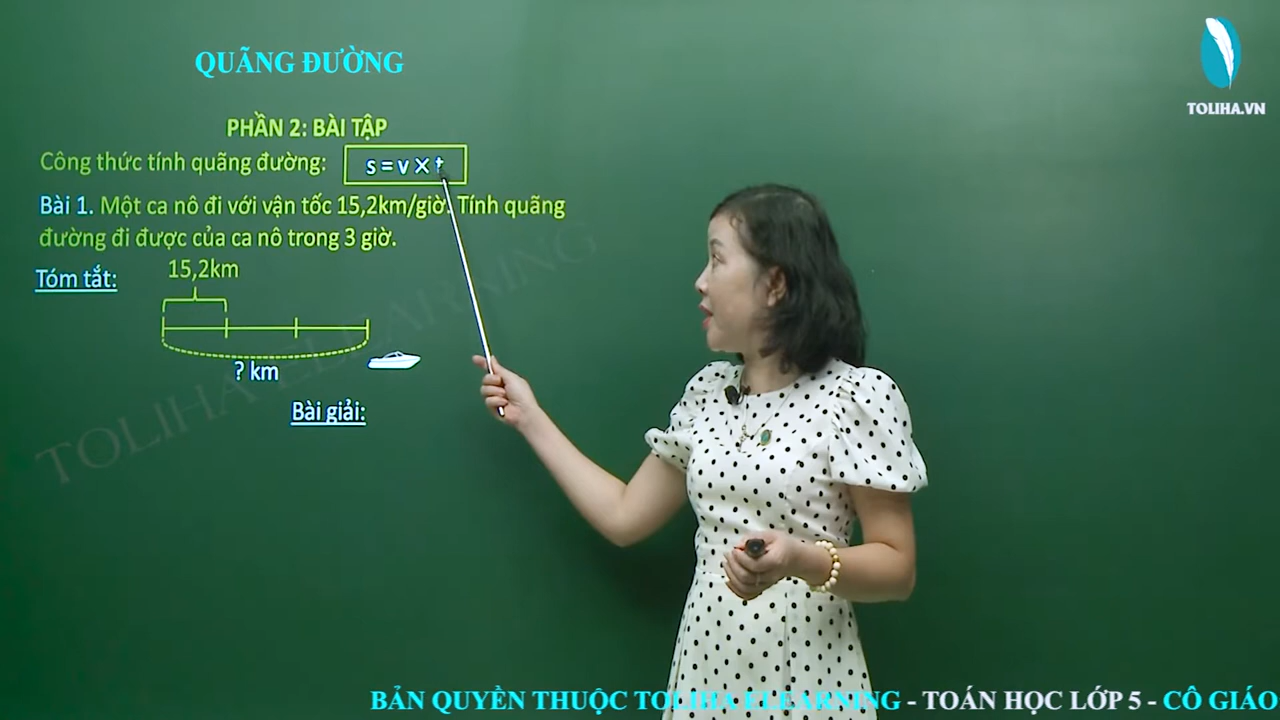 QUÃNG ĐƯỜNG
TOLIHA.VN
PHẦN 2: BÀI TẬP
Công thức tính quãng đường: s = v × t
Bài 1. Một ca nô đi với vận tốc 15,2km/giờ. Tính quãng
đường đi được của ca nô trong 3 giờ.
Tóm tắt:
15,2km
? km
Bài giải:
TOLIHA ELEARNING
BẢN QUYỀN THUỘC TOLIHA ELEARNING - TOÁN HỌC LỚP 5 - CÔ GIÁO